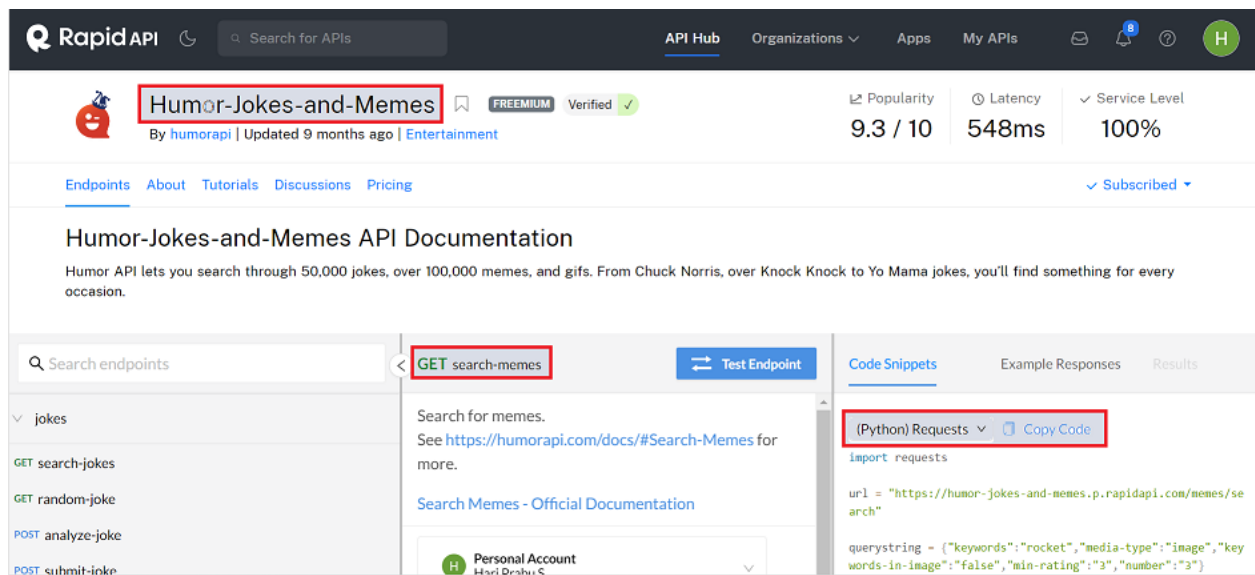 Rapid API
Search for APIs
API Hub
Organizations
Apps
My APIs
8
H
Humor-Jokes-and-Memes
FREEMIUM
Verified ✓
By humorapi | Updated 9 months ago | Entertainment
Popularity
9.3 / 10
Latency
548ms
Service Level
100%
Endpoints
About
Tutorials
Discussions
Pricing
Subscribed
Humor-Jokes-and-Memes API Documentation
Humor API lets you search through 50,000 jokes, over 100,000 memes, and gifs. From Chuck Norris, over Knock Knock to Yo Mama jokes, you'll find something for every
occasion.
Search endpoints
jokes
GET search-jokes
GET random-joke
POST analyze-joke
POST submit-joke
GET search-memes
Test Endpoint
Search for memes.
See https://humorapi.com/docs/#Search-Memes for
more.
Search Memes - Official Documentation
H
Personal Account
Hari Prabu S
Code Snippets
Example Responses
Results
(Python) Requests
Copy Code
import requests
url = "https://humor-jokes-and-memes.p.rapidapi.com/memes/se
arch"
querystring = {"keywords":"rocket","media-type":"image","key
words-in-image":"false","min-rating":"3","number":"3"}